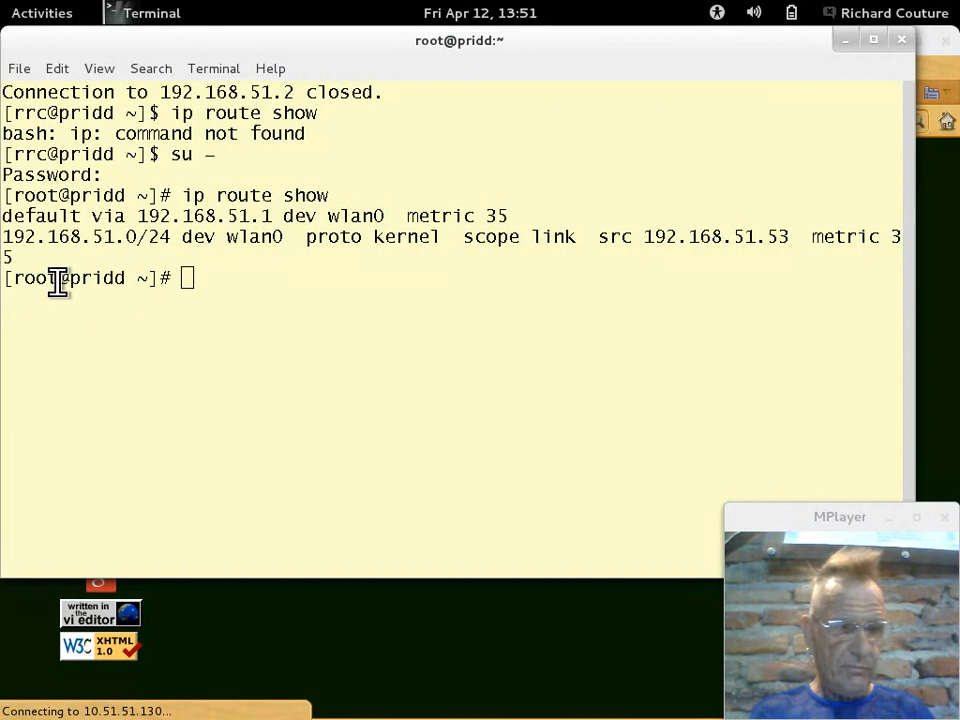 Activities Terminal Fri Apr 12, 13:51 Richard Couture
root@pridd:~
File Edit View Search Terminal Help
Connection to 192.168.51.2 closed.
[rrc@pridd ~]$ ip route show
bash: ip: command not found
[rrc@pridd ~]$ su -
Password:
[root@pridd ~]# ip route show
default via 192.168.51.1 dev wlan0  metric 35
192.168.51.0/24 dev wlan0  proto kernel  scope link  src 192.168.51.53  metric 3
5
[root@pridd ~]#
MPlayer
written in
the
vi editor
W3C XHTML
1.0
Connecting to 10.51.51.130...